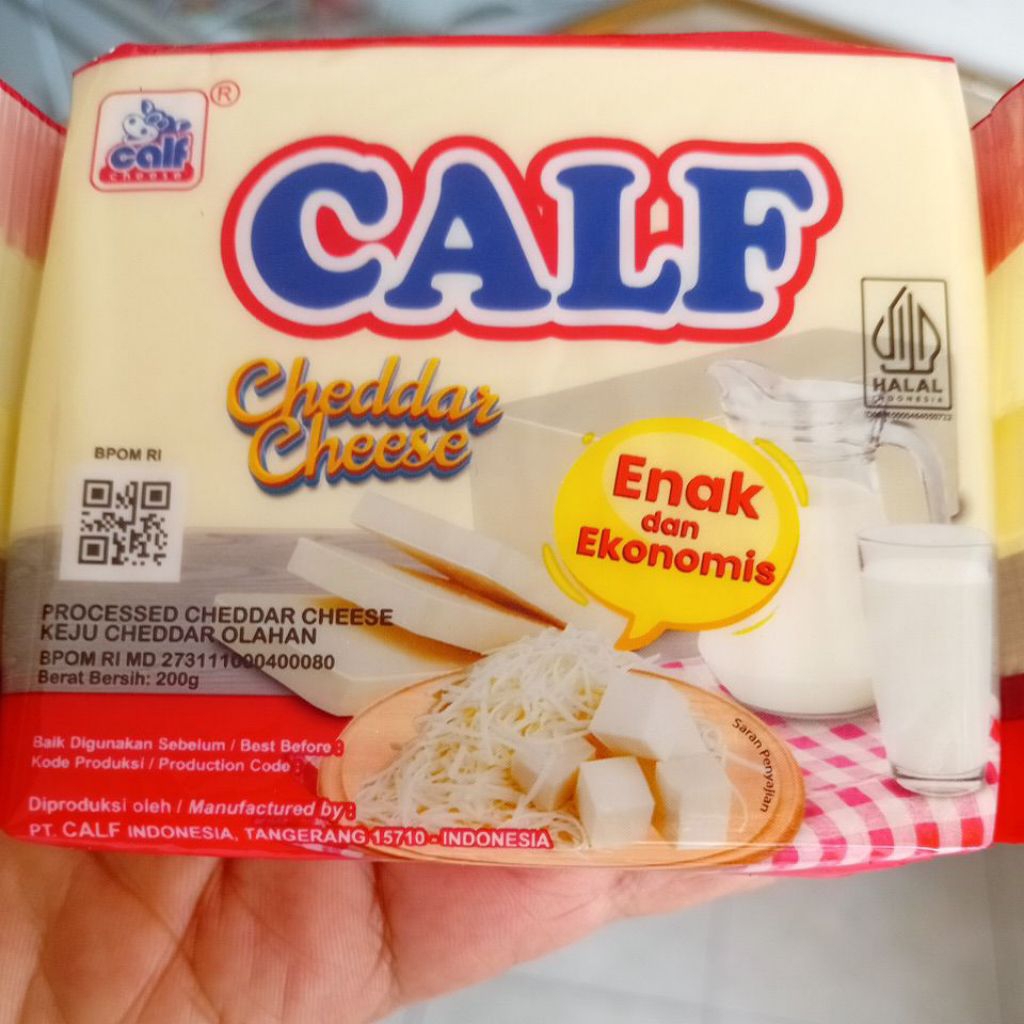 calf
cheese
®
CALF
Cheddar
Cheese
HALAL
INDONESIA
BPOM RI
Enak
dan
Ekonomis
PROCESSED CHEDDAR CHEESE
KEJU CHEDDAR OLAHAN
BPOM RI MD 273111000400080
Berat Bersih: 200g
Saran Penyajian
Baik Digunakan Sebelum / Best Before :
Kode Produksi / Production Code :
Diproduksi oleh / Manufactured by :
PT. CALF INDONESIA, TANGERANG 15710 - INDONESIA